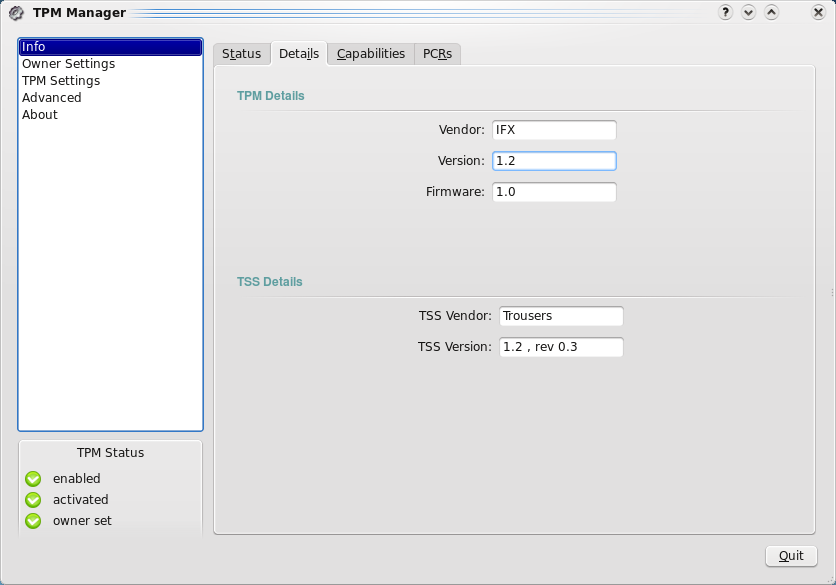 TPM Manager
?
Info
Owner Settings
TPM Settings
Advanced
About
Status Details Capabilities PCRs
TPM Details
Vendor: IFX
Version: 1.2
Firmware: 1.0
TSS Details
TSS Vendor: Trousers
TSS Version: 1.2 , rev 0.3
TPM Status
enabled
activated
owner set
Quit